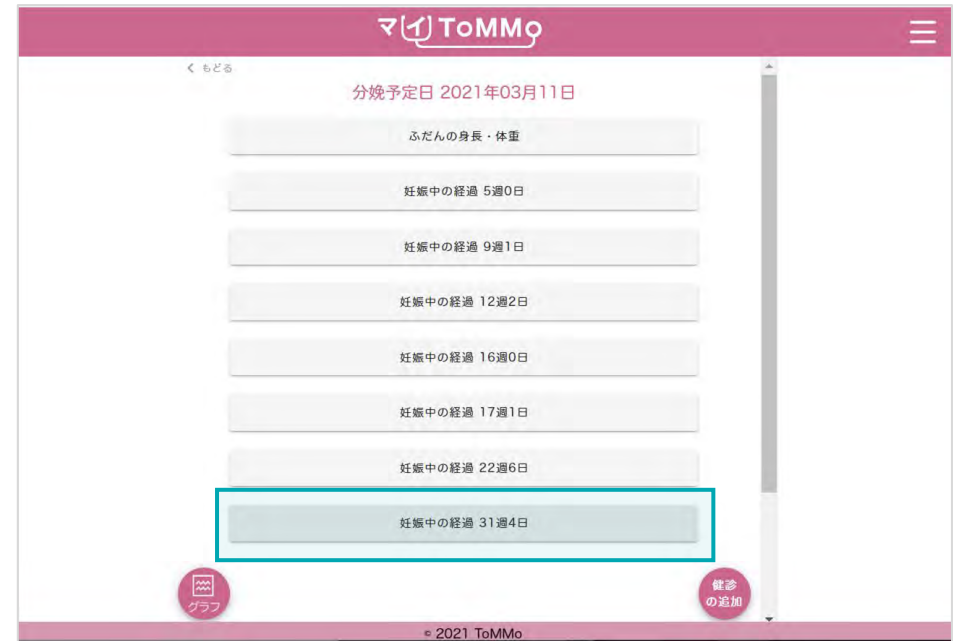 マイ ToMMo
く もどる
分娩予定日 2021年03月11日
ふだんの身長・体重
妊娠中の経過 5週0日
妊娠中の経過 9週1日
妊娠中の経過 12週2日
妊娠中の経過 16週0日
妊娠中の経過 17週1日
妊娠中の経過 22週6日
妊娠中の経過 31週4日
グラフ
健診
の追加
© 2021 ToMMo